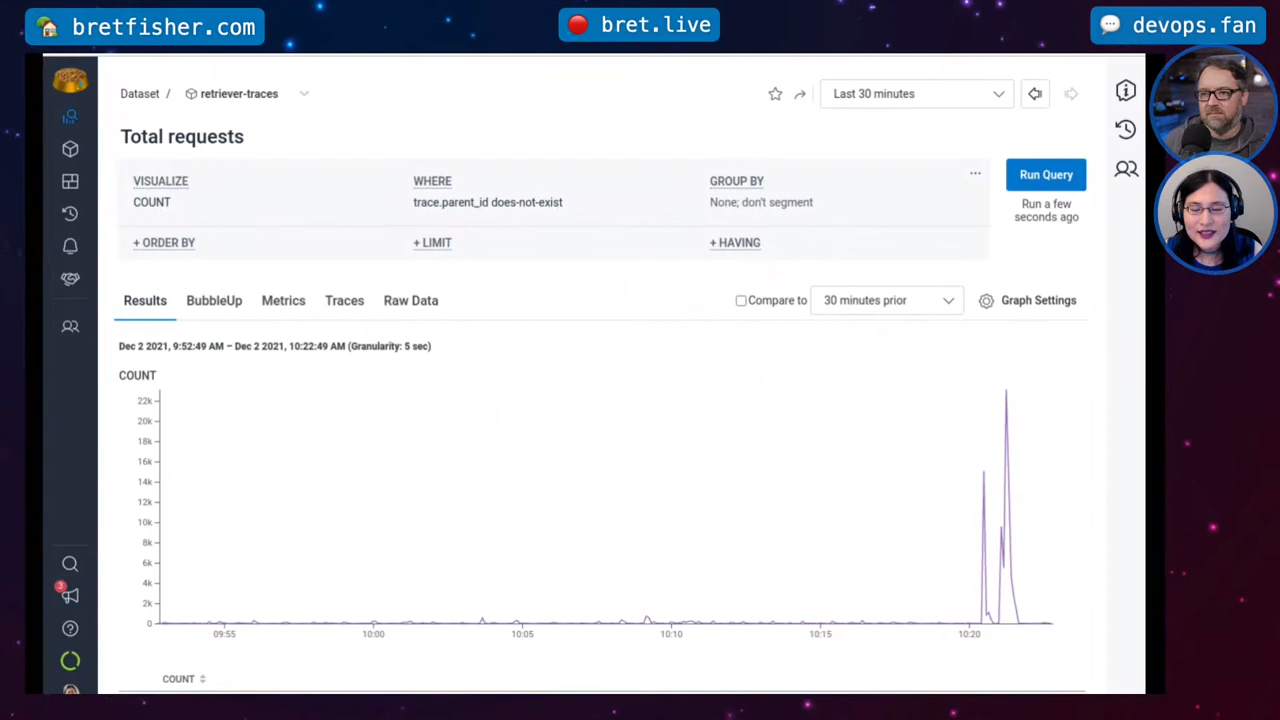 bretfisher.com
bret.live
devops.fan
Dataset / retriever-traces
Last 30 minutes
Total requests
VISUALIZE
WHERE
GROUP BY
Run Query
COUNT
trace.parent_id does-not-exist
None; don't segment
Run a few
seconds ago
+ ORDER BY
+ LIMIT
+ HAVING
Results
BubbleUp
Metrics
Traces
Raw Data
Compare to
30 minutes prior
Graph Settings
Dec 2 2021, 9:52:49 AM – Dec 2 2021, 10:22:49 AM (Granularity: 5 sec)
COUNT
22k
20k
18k
16k
14k
12k
10k
8k
6k
4k
2k
0
09:55
10:00
10:05
10:10
10:15
10:20
3
COUNT